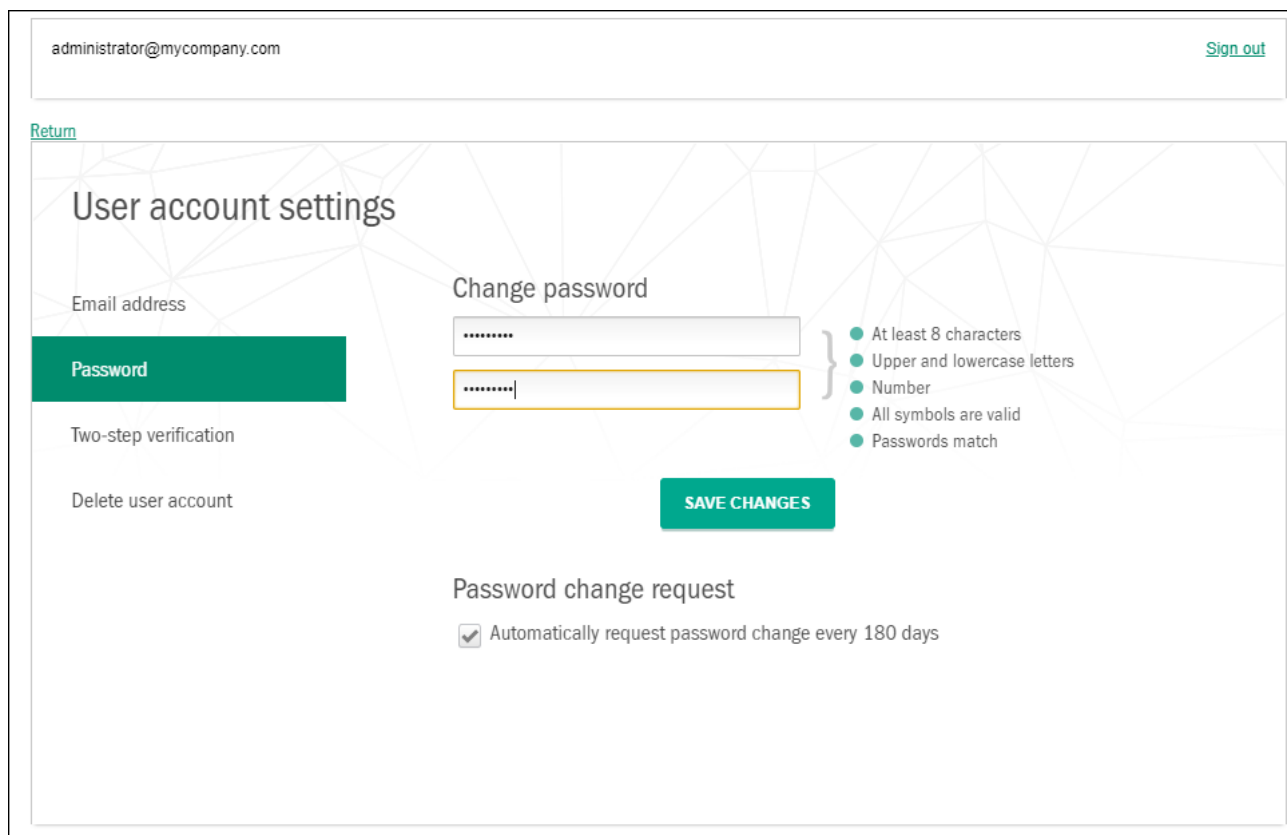 administrator@mycompany.com
Sign out
Return
User account settings
Email address
Password
Two-step verification
Delete user account
Change password
•••••••••
•••••••••
At least 8 characters
Upper and lowercase letters
Number
All symbols are valid
Passwords match
SAVE CHANGES
Password change request
Automatically request password change every 180 days